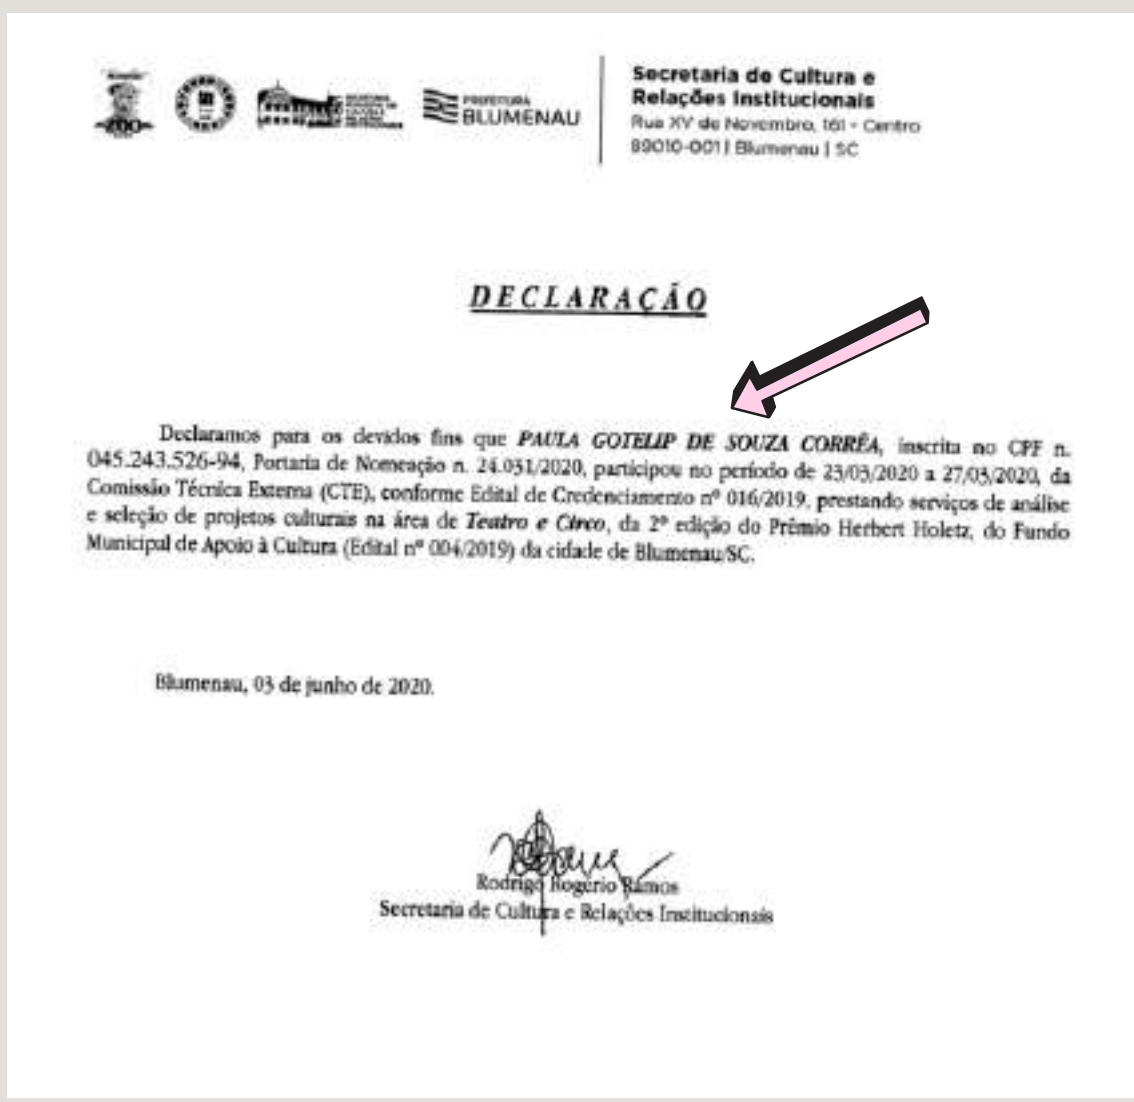 PREFEITURA
BLUMENAU
Secretaria de Cultura e
Relações Institucionais
Rua XV de Novembro, 161 - Centro
89010-001 | Blumenau | SC
DECLARAÇÃO
Declaramos para os devidos fins que PAULA GOTELIP DE SOUZA CORRÊA, inscrita no CPF n.
045.243.526-94, Portaria de Nomeação n. 24.031/2020, participou no período de 23/03/2020 a 27/03/2020, da
Comissão Técnica Externa (CTE), conforme Edital de Credenciamento nº 016/2019, prestando serviços de análise
e seleção de projetos culturais na área de Teatro e Circo, da 2ª edição do Prêmio Herbert Holetz, do Fundo
Municipal de Apoio à Cultura (Edital nº 004/2019) da cidade de Blumenau/SC.
Blumenau, 03 de junho de 2020.
Rodrigo Rogério Ramos
Secretaria de Cultura e Relações Institucionais